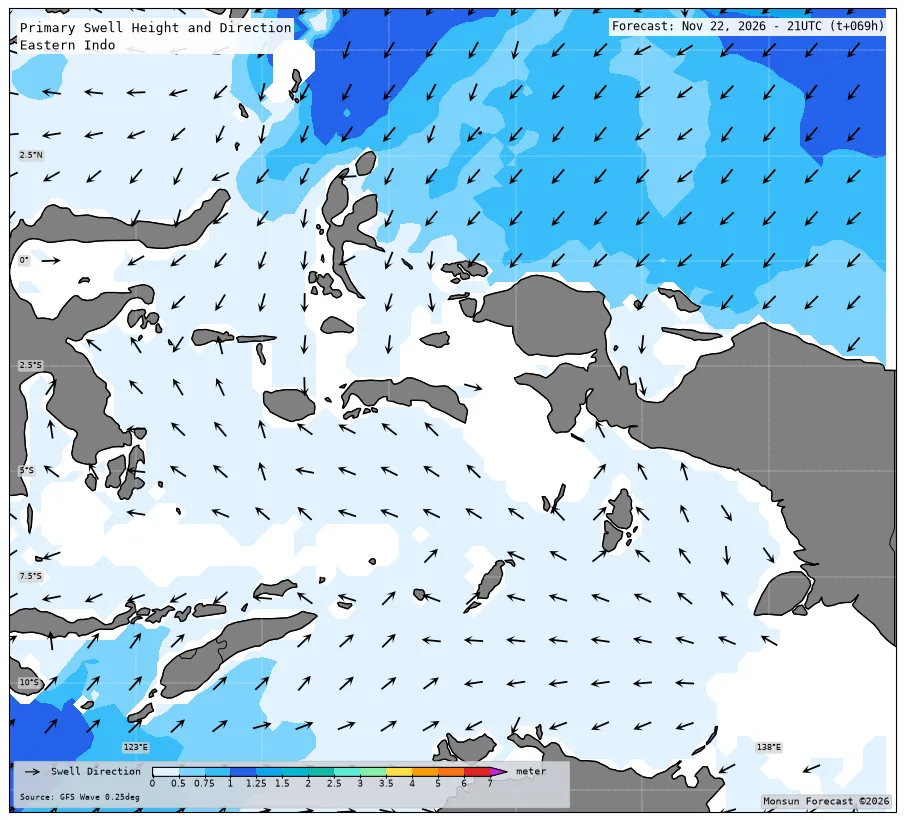 Primary Swell Height and Direction
Eastern Indo
Forecast: Nov 22, 2026 - 21UTC (t+069h)
2.5°N
0°
2.5°S
5°S
7.5°S
10°S
123°E
138°E
Swell Direction
0 0.5 0.75 1 1.25 1.5 2 2.5 3 3.5 4 5 6 7
meter
Source: GFS Wave 0.25deg
Monsun Forecast ©2026